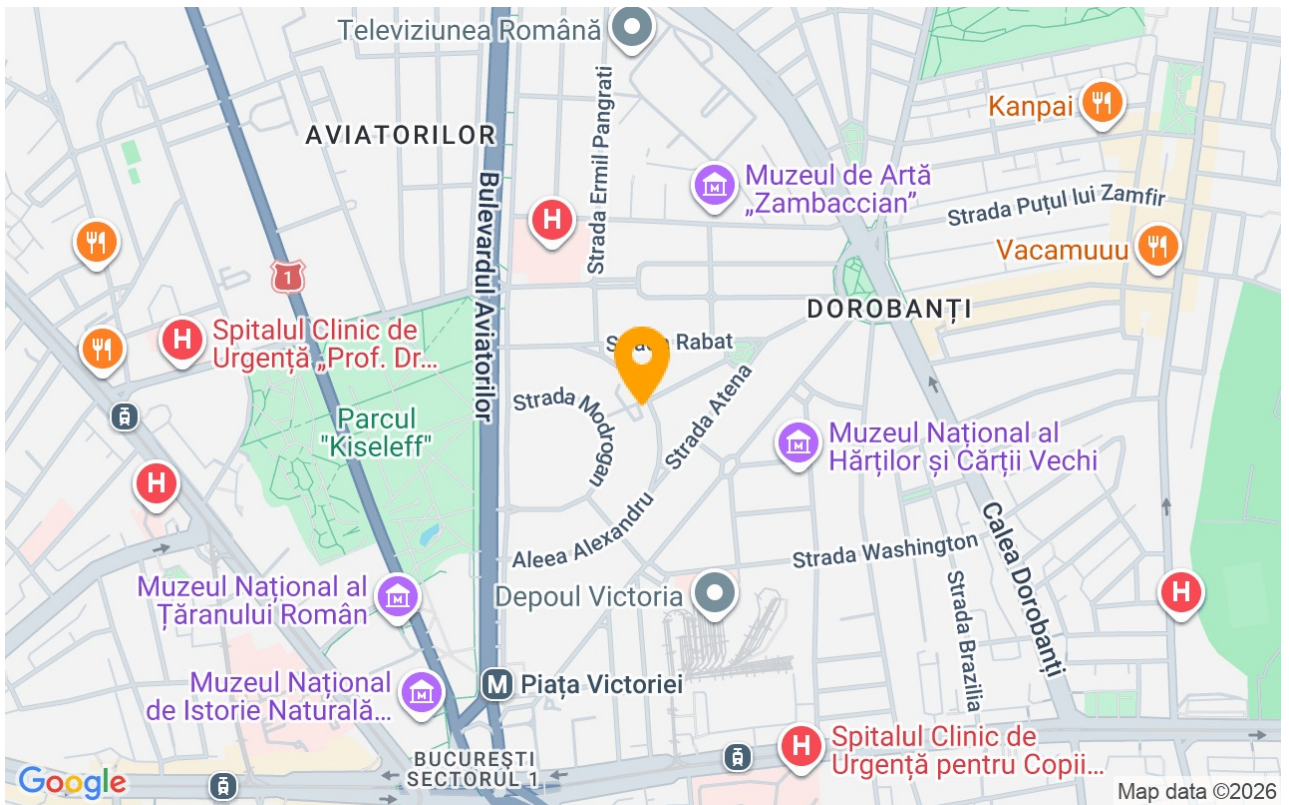 Televiziunea Română
Strada Ermil Pangrati
Kanpai
AVIATORILOR
Muzeul de Artă
„Zambaccian”
Bulevardul Aviatorilor
H
Strada Puțul lui Zamfir
Vacamuuu
1
DOROBANȚI
H
Spitalul Clinic de
Urgență „Prof. Dr...
Rabat
Strada Modrogan
Strada Atena
Parcul
"Kiseleff"
Muzeul Național al
Hărților și Cărții Vechi
H
Aleea Alexandru
Calea Dorobanți
Strada Washington
Muzeul Național al
Țăranului Român
Depoul Victoria
Strada Brazilia
H
Muzeul Național
de Istorie Naturală...
M Piața Victoriei
H
Spitalul Clinic de
Urgență pentru Copii...
BUCUREȘTI
SECTORUL 1
Google
Map data ©2026